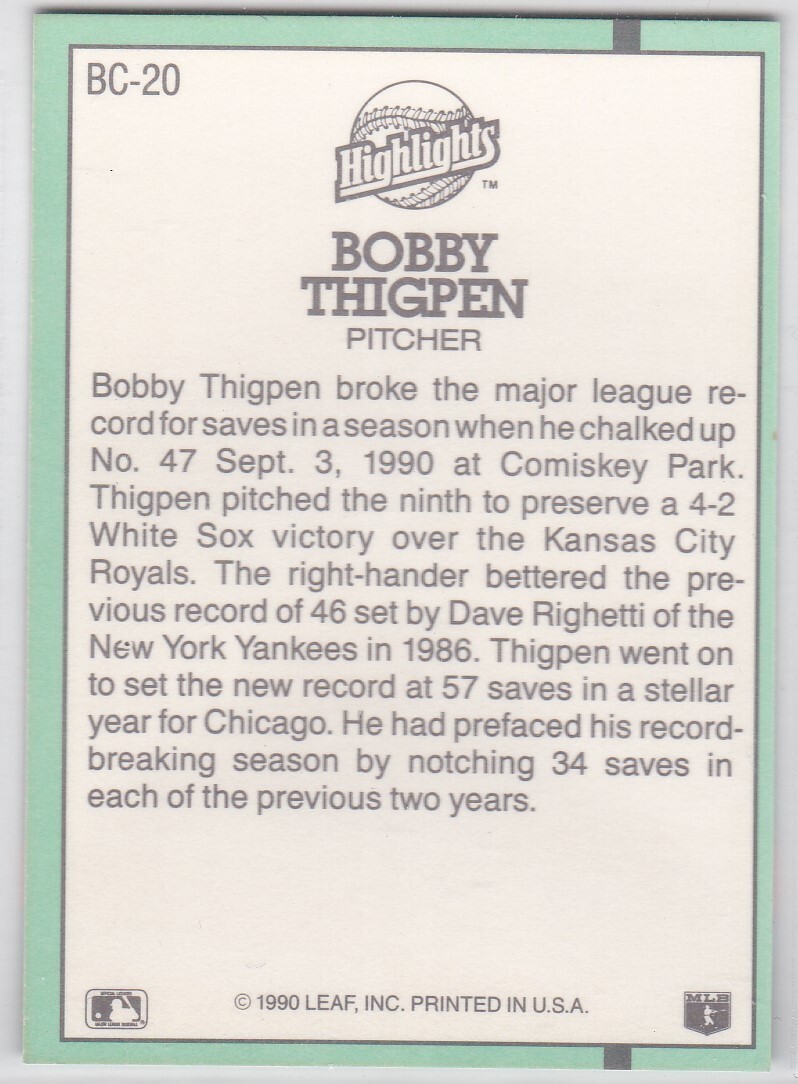 BC-20
Highlights
TM
BOBBY
THIGPEN
PITCHER
Bobby Thigpen broke the major league re-
cord for saves in a season when he chalked up
No. 47 Sept. 3, 1990 at Comiskey Park.
Thigpen pitched the ninth to preserve a 4-2
White Sox victory over the Kansas City
Royals. The right-hander bettered the pre-
vious record of 46 set by Dave Righetti of the
New York Yankees in 1986. Thigpen went on
to set the new record at 57 saves in a stellar
year for Chicago. He had prefaced his record-
breaking season by notching 34 saves in
each of the previous two years.
© 1990 LEAF, INC. PRINTED IN U.S.A.
MLB